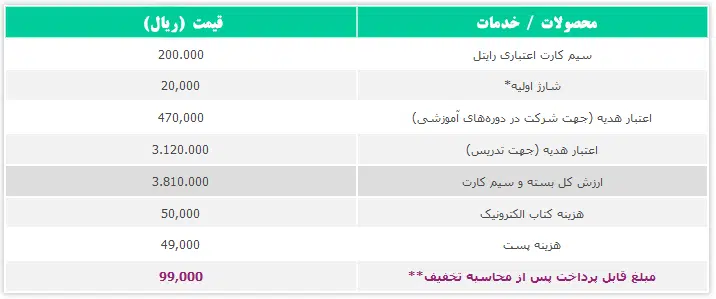 محصولات / خدمات قیمت (ریال)
سیم کارت اعتباری رایتل 200.000
شارژ اولیه* 20,000
اعتبار هدیه (جهت شرکت در دوره‌های آموزشی) 470,000
اعتبار هدیه (جهت تدریس) 3.120.000
ارزش کل بسته و سیم کارت 3.810.000
هزینه کتاب الکترونیک 50,000
هزینه پست 49,000
مبلغ قابل پرداخت پس از محاسبه تخفیف** 99,000